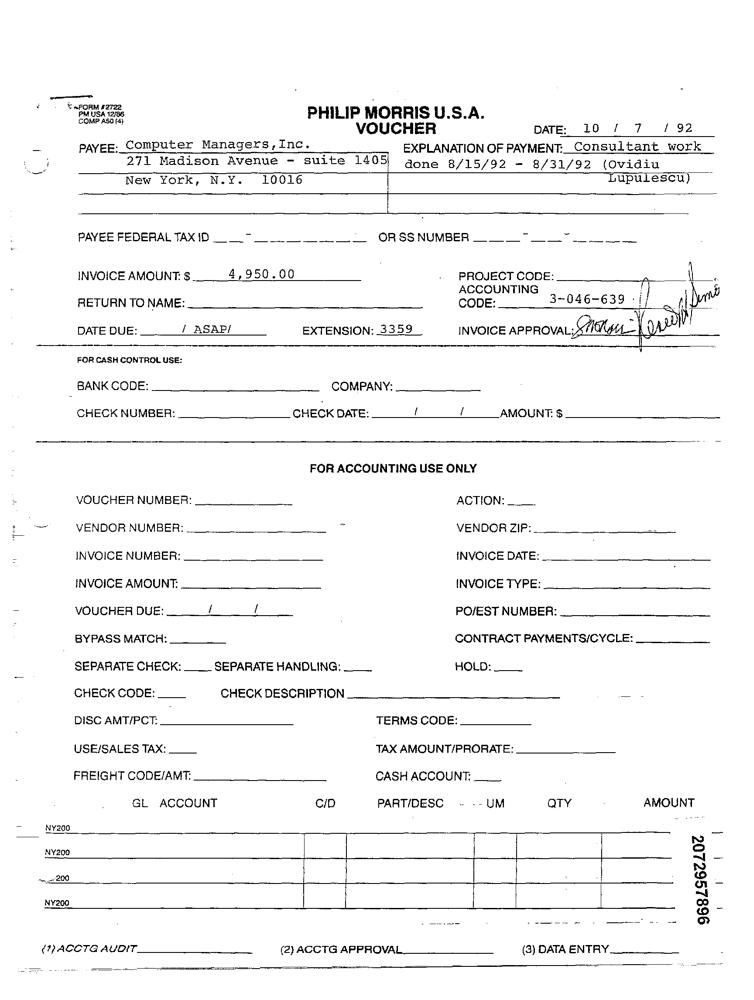 FORM #2722
PM USA 12/86
COMP A50 (4)
PHILIP MORRIS U.S.A.
VOUCHER
DATE: 10 / 7 / 92
PAYEE: Computer Managers, Inc. EXPLANATION OF PAYMENT: Consultant work
271 Madison Avenue - suite 1405 done 8/15/92 - 8/31/92 (Ovidiu
New York, N.Y. 10016 Lupulescu)
PAYEE FEDERAL TAX ID __ __ - __ __ __ __ __ __ __ OR SS NUMBER __ __ __ - __ __ - __ __ __ __
INVOICE AMOUNT: $ 4,950.00 PROJECT CODE:
RETURN TO NAME: ACCOUNTING CODE: 3-046-639
DATE DUE: / ASAP/ EXTENSION: 3359 INVOICE APPROVAL:
FOR CASH CONTROL USE:
BANK CODE: COMPANY:
CHECK NUMBER: CHECK DATE: / / AMOUNT: $
FOR ACCOUNTING USE ONLY
VOUCHER NUMBER: ACTION:
VENDOR NUMBER: VENDOR ZIP:
INVOICE NUMBER: INVOICE DATE:
INVOICE AMOUNT: INVOICE TYPE:
VOUCHER DUE: / / PO/EST NUMBER:
BYPASS MATCH: CONTRACT PAYMENTS/CYCLE:
SEPARATE CHECK: SEPARATE HANDLING: HOLD:
CHECK CODE: CHECK DESCRIPTION
DISC AMT/PCT: TERMS CODE:
USE/SALES TAX: TAX AMOUNT/PRORATE:
FREIGHT CODE/AMT: CASH ACCOUNT:
GL ACCOUNT C/D PART/DESC UM QTY AMOUNT
NY200
NY200
200
NY200
2072957896
(1) ACCTG AUDIT (2) ACCTG APPROVAL (3) DATA ENTRY